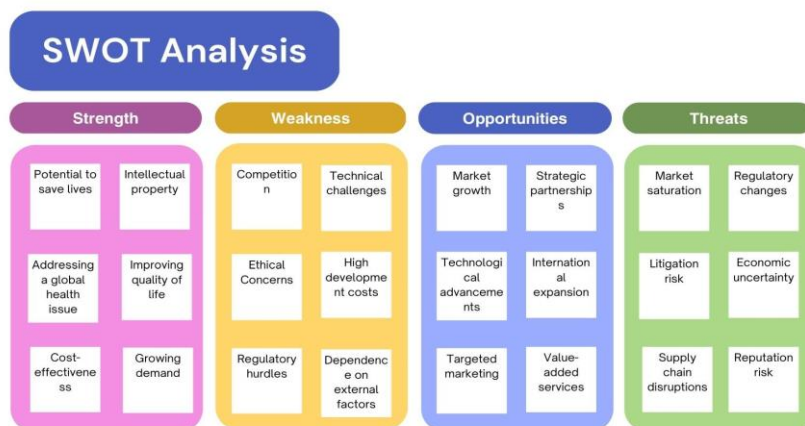 SWOT Analysis
Strength
Weakness
Opportunities
Threats
Potential to
save lives
Intellectual
property
Addressing
a global
health
issue
Improving
quality of
life
Cost-
effectivene
ss
Growing
demand
Competitio
n
Technical
challenges
Ethical
Concerns
High
developme
nt costs
Regulatory
hurdles
Dependenc
e on
external
factors
Market
growth
Strategic
partnership
s
Technologi
cal
advanceme
nts
Internati
onal
expansion
Targeted
marketing
Value-
added
services
Market
saturation
Regulatory
changes
Litigation
risk
Economic
uncertainty
Supply
chain
disruptions
Reputation
risk